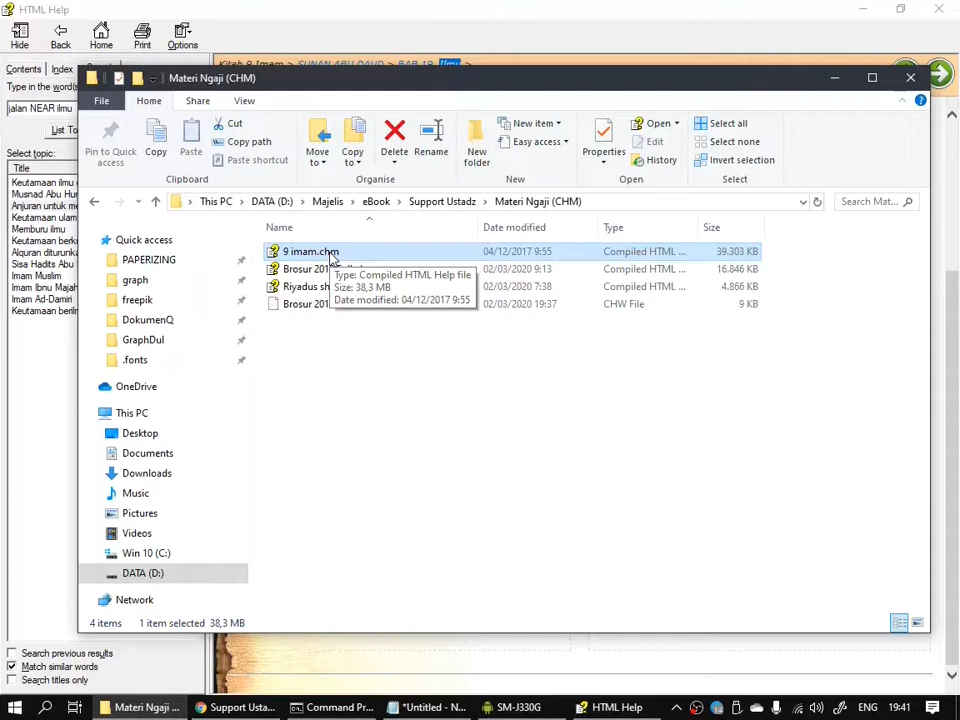 HTML Help
Hide
Back
Home
Print
Options
Contents
Index
Type in the word(s
jalan NEAR ilmu
List To
Select topic:
Title
Keutamaan ilmu
Musnad Abu Hur
Anjuran untuk me
Keutamaan ulam
Memburu ilmu
Alquran diturunka
Sisa Hadits Abu
Imam Muslim
Imam Ibnu Majah
Imam Ad-Darimi
Keutamaan berilm
Search previous results
Match similar words
Search titles only
Kitab 9 Imam > SUNAN ABU DAUD > BAB 19. Ilmu >
Materi Ngaji (CHM)
File
Home
Share
View
Pin to Quick access
Copy
Paste
Cut
Copy path
Paste shortcut
Clipboard
Move to
Copy to
Delete
Rename
Organise
New folder
New item
Easy access
New
Properties
Open
Edit
History
Open
Select all
Select none
Invert selection
Select
This PC > DATA (D:) > Majelis > eBook > Support Ustadz > Materi Ngaji (CHM)
Search Mat...
Name
Date modified
Type
Size
Quick access
PAPERIZING
graph
freepik
DokumenQ
GraphDul
.fonts
OneDrive
This PC
Desktop
Documents
Downloads
Music
Pictures
Videos
Win 10 (C:)
DATA (D:)
Network
9 imam.chm 04/12/2017 9:55 Compiled HTML ... 39.303 KB
Brosur 201 02/03/2020 9:13 Compiled HTML ... 16.846 KB
Riyadus sh 02/03/2020 7:38 Compiled HTML ... 4.866 KB
Brosur 201 02/03/2020 19:37 CHW File 9 KB
Type: Compiled HTML Help file
Size: 38,3 MB
Date modified: 04/12/2017 9:55
4 items
1 item selected 38,3 MB
Materi Ngaji ...
Support Usta...
Command Pr...
*Untitled - N...
SM-J330G
HTML Help
ENG
19:41